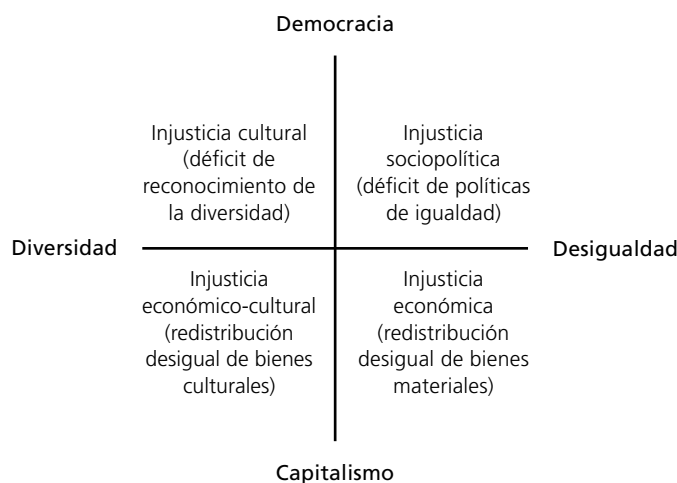 Democracia
Injusticia cultural
(déficit de
reconocimiento de
la diversidad)
Injusticia
sociopolítica
(déficit de políticas
de igualdad)
Diversidad
Desigualdad
Injusticia
económico-cultural
(redistribución
desigual de bienes
culturales)
Injusticia
económica
(redistribución
desigual de bienes
materiales)
Capitalismo